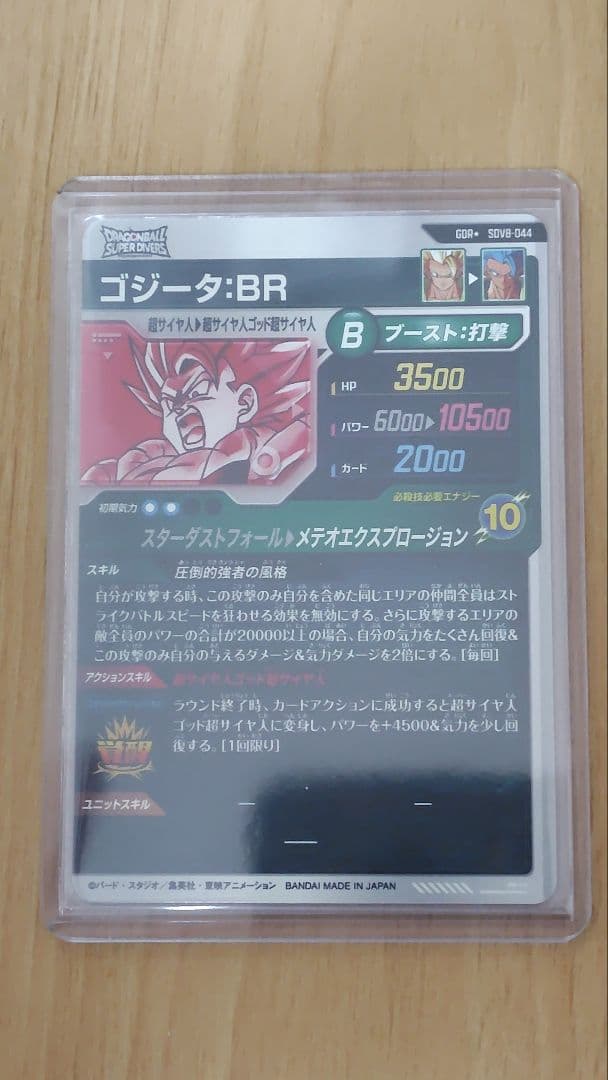 DRAGONBALL
SUPER DIVERS
GDR★ SDV8-044
ゴジータ:BR
超サイヤ人▶超サイヤ人ゴッド超サイヤ人
B ブースト:打撃
HP 3500
パワー 6000▶10500
カード 2000
初期気力
必殺技必要エナジー
10
スターダストフォール▶メテオエクスプロージョン
スキル 圧倒的強者の風格
自分が攻撃する時、この攻撃のみ自分を含めた同じエリアの仲間全員はスト
ライクバトルスピードを狂わせる効果を無効にする。さらに攻撃するエリアの
敵全員のパワーの合計が20000以上の場合、自分の気力をたくさん回復&
この攻撃のみ自分の与えるダメージ&気力ダメージを2倍にする。[毎回]
アクションスキル 超サイヤ人ゴッド超サイヤ人
覚醒
ラウンド終了時、カードアクションに成功すると超サイヤ人
ゴッド超サイヤ人に変身し、パワーを+4500&気力を少し回
復する。[1回限り]
ユニットスキル — —
—
©バード・スタジオ/集英社・東映アニメーション BANDAI MADE IN JAPAN